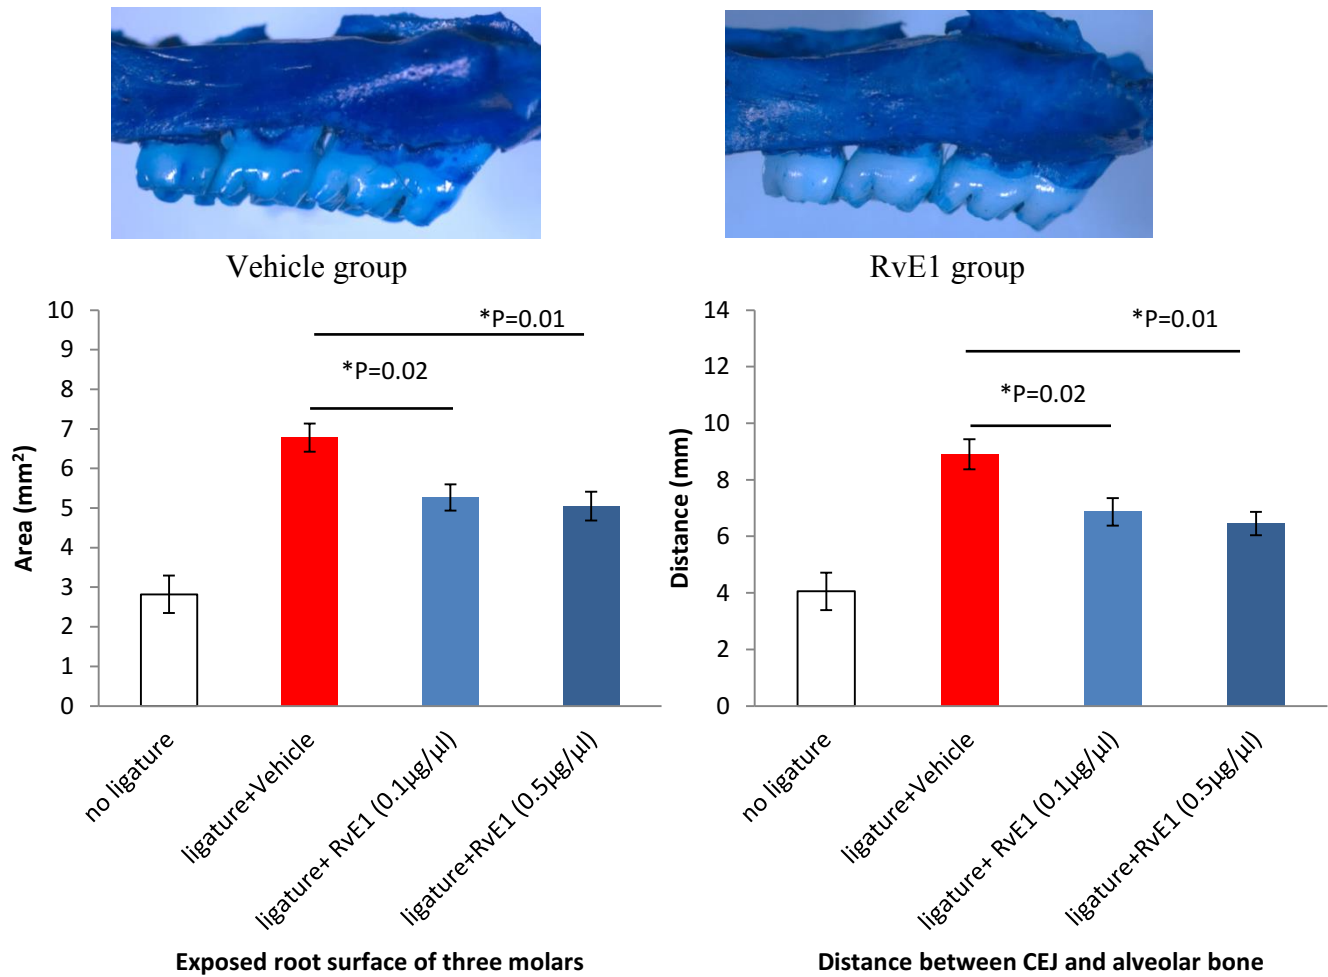 Vehicle group
RvE1 group
10
9
8
7
6
5
4
3
2
1
0
Area (mm²)
*P=0.01
*P=0.02
no ligature
ligature+Vehicle
ligature+ RvE1 (0.1µg/µl)
ligature+RvE1 (0.5µg/µl)
Exposed root surface of three molars
14
12
10
8
6
4
2
0
Distance (mm)
*P=0.01
*P=0.02
no ligature
ligature+Vehicle
ligature+ RvE1 (0.1µg/µl)
ligature+RvE1 (0.5µg/µl)
Distance between CEJ and alveolar bone